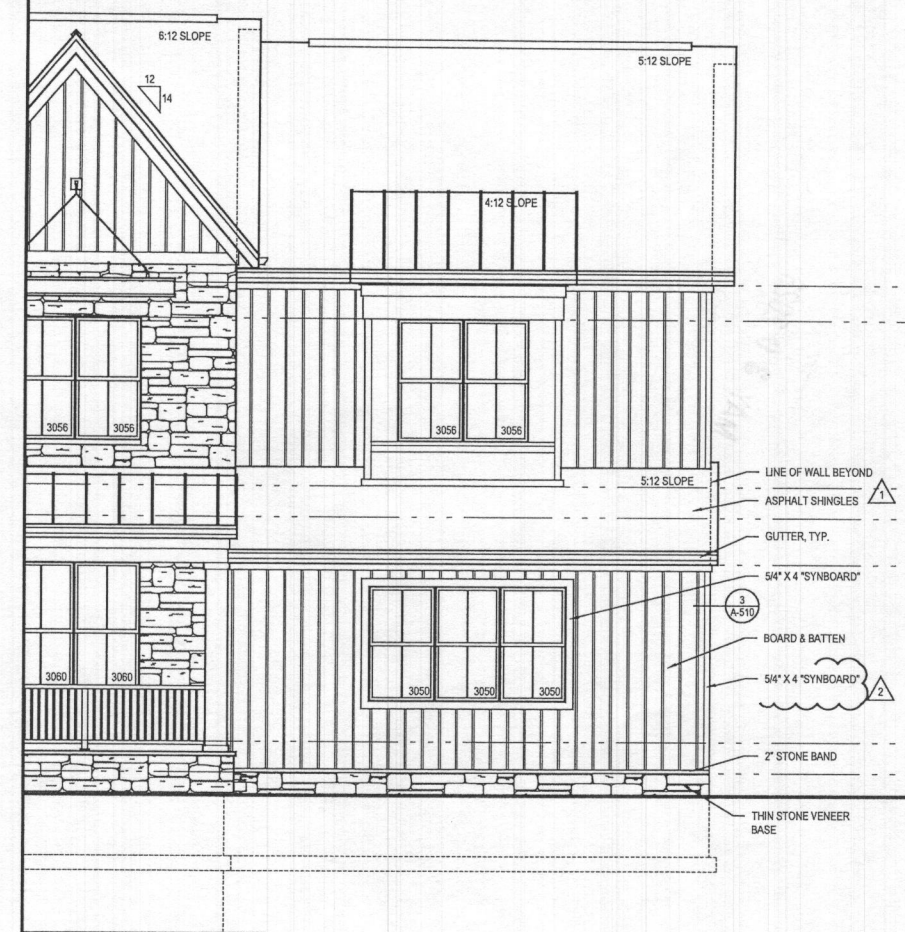 6:12 SLOPE
5:12 SLOPE
12
14
4:12 SLOPE
3056
3056
3056
3056
5:12 SLOPE
LINE OF WALL BEYOND
ASPHALT SHINGLES
1
GUTTER, TYP.
5/4" X 4 "SYNBOARD"
3
A-510
BOARD & BATTEN
3060
3060
3050
3050
3050
5/4" X 4 "SYNBOARD"
2
2" STONE BAND
THIN STONE VENEER
BASE